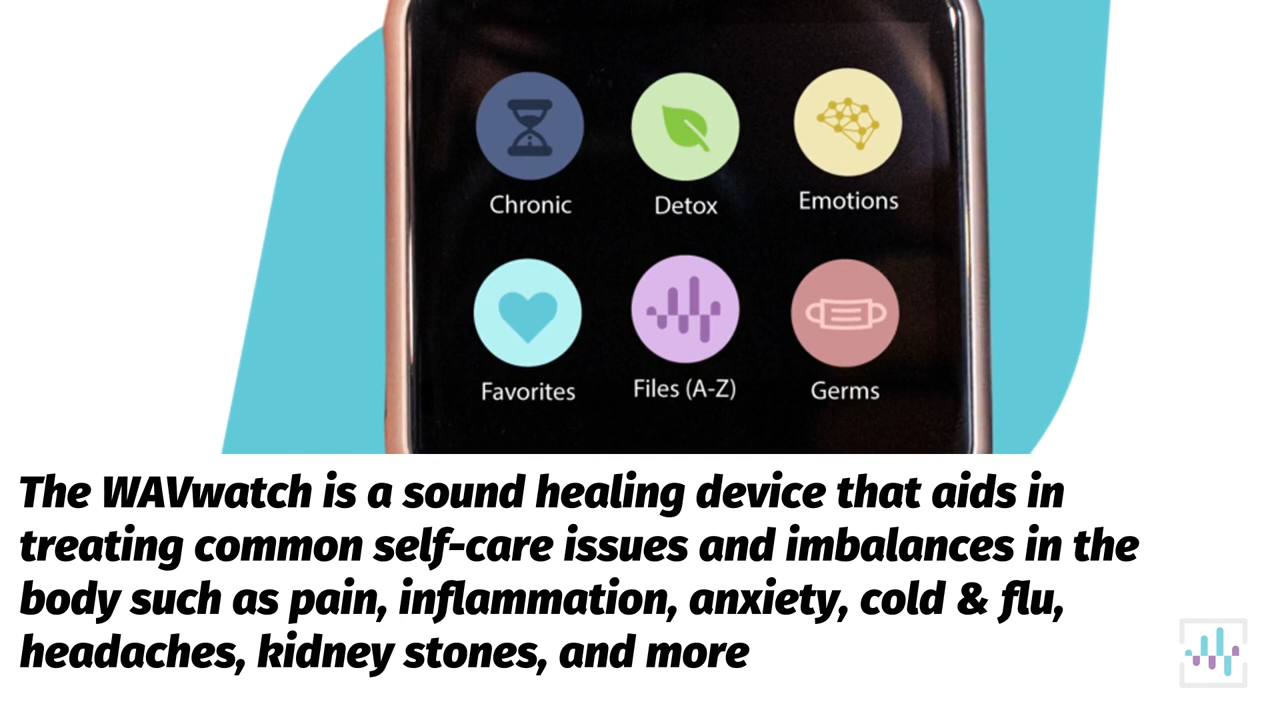 Chronic Detox Emotions
Favorites Files (A-Z) Germs
The WAVwatch is a sound healing device that aids in
treating common self-care issues and imbalances in the
body such as pain, inflammation, anxiety, cold & flu,
headaches, kidney stones, and more